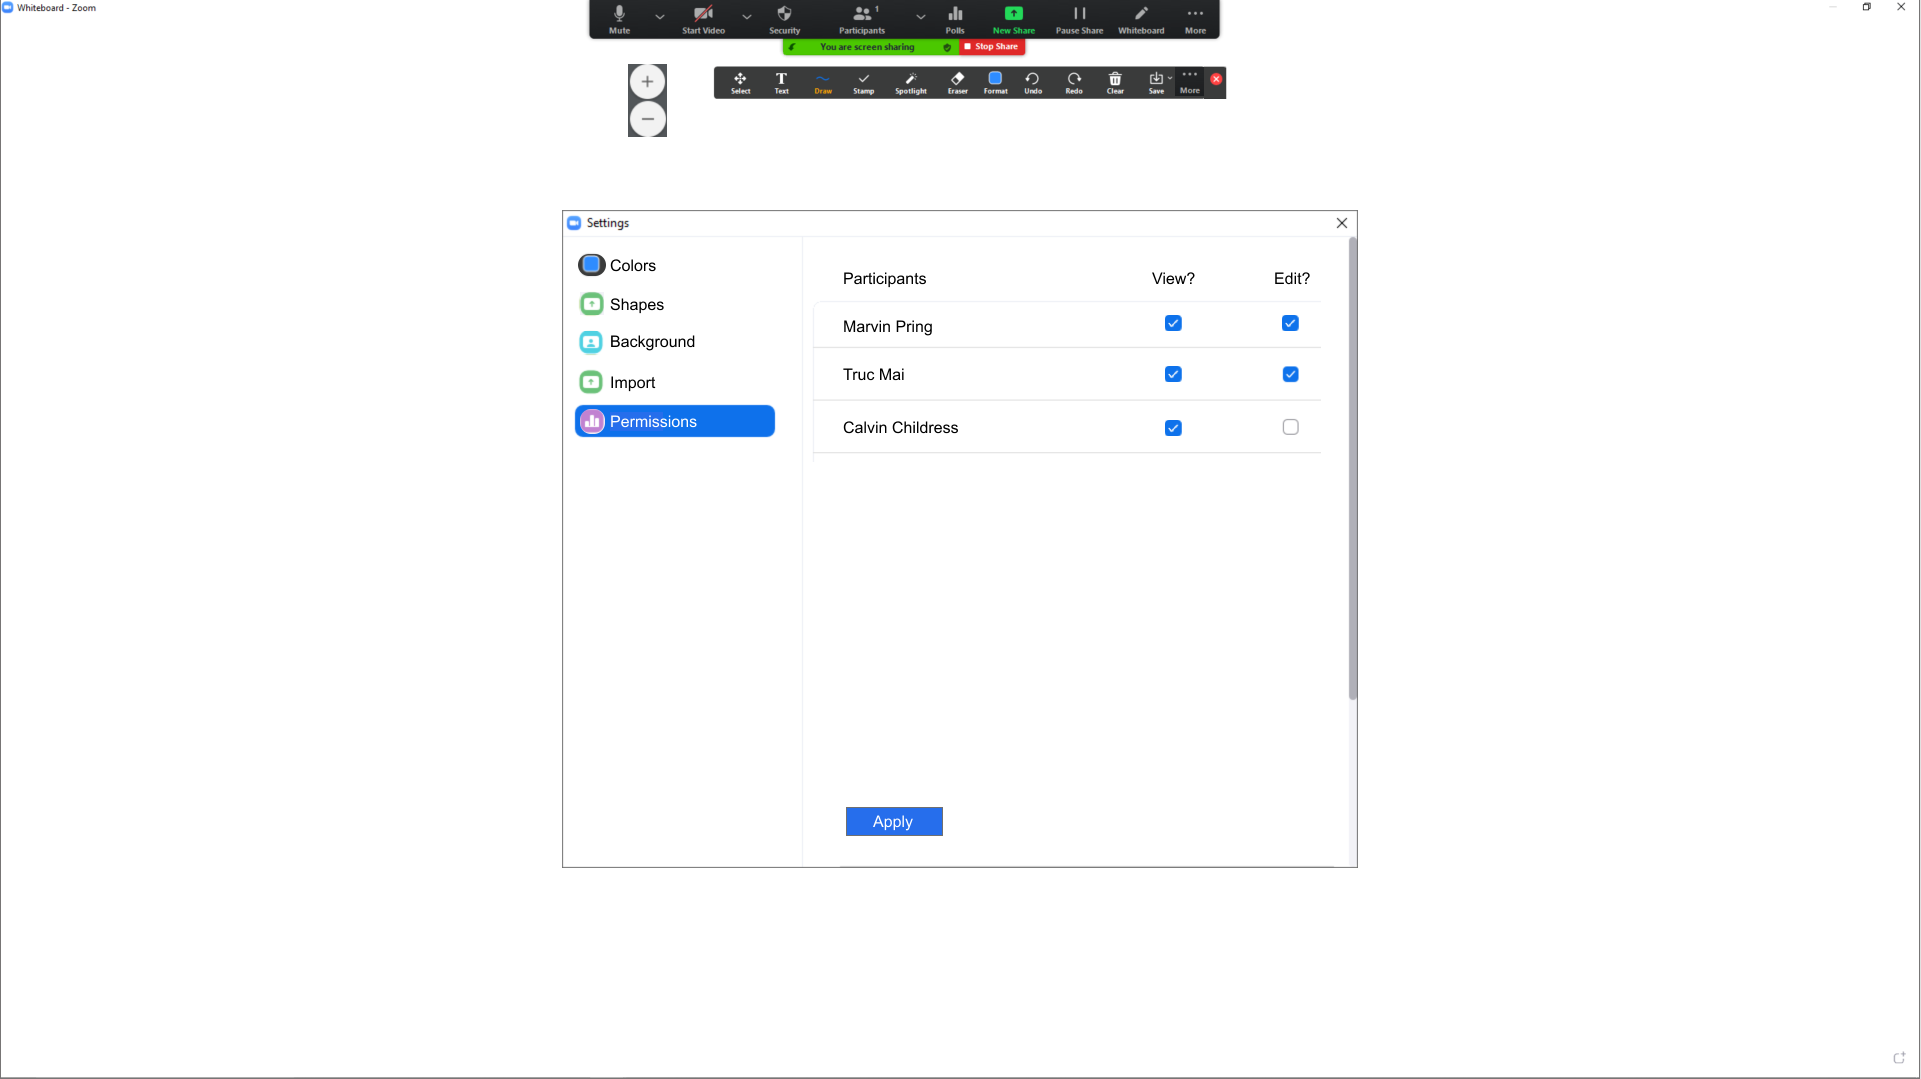 Whiteboard - Zoom
Mute Start Video Security Participants 1 Polls New Share Pause Share Whiteboard More
You are screen sharing Stop Share
Select Text Draw Stamp Spotlight Eraser Format Undo Redo Clear Save More
Settings
Colors
Shapes
Background
Import
Permissions
Participants View? Edit?
Marvin Pring
Truc Mai
Calvin Childress
Apply